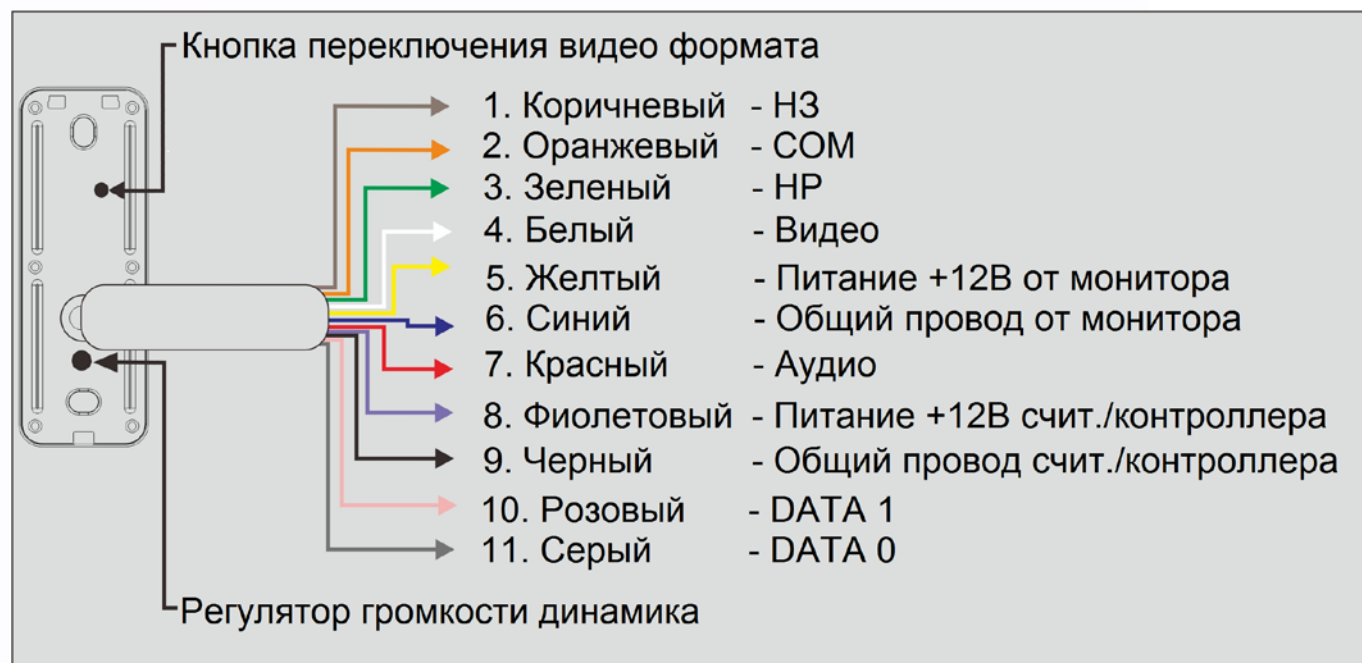 Кнопка переключения видео формата
1. Коричневый - НЗ
2. Оранжевый - COM
3. Зеленый - НР
4. Белый - Видео
5. Желтый - Питание +12В от монитора
6. Синий - Общий провод от монитора
7. Красный - Аудио
8. Фиолетовый - Питание +12В счит./контроллера
9. Черный - Общий провод счит./контроллера
10. Розовый - DATA 1
11. Серый - DATA 0
Регулятор громкости динамика